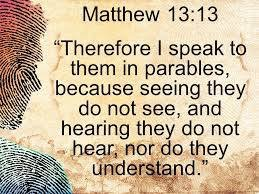 Matthew 13:13
“Therefore I speak to
them in parables,
because seeing they
do not see, and
hearing they do not
hear, nor do they
understand.”